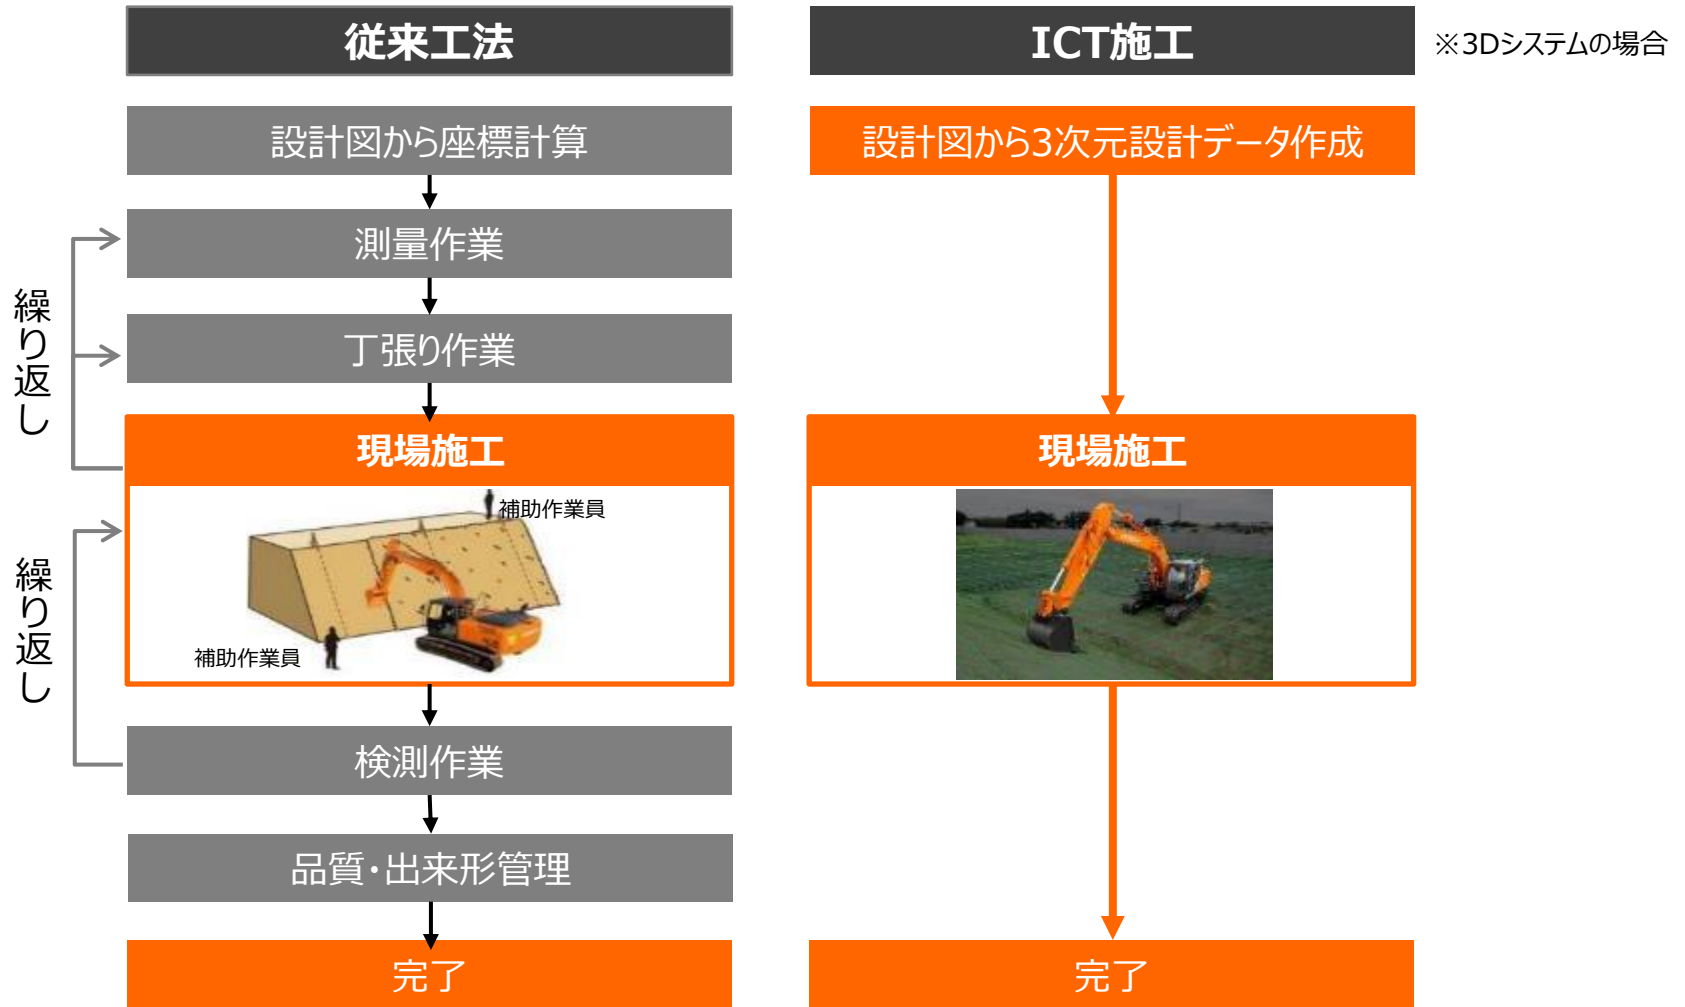 従来工法
ICT施工
※3Dシステムの場合
設計図から座標計算
設計図から3次元設計データ作成
測量作業
丁張り作業
繰り返し
現場施工
現場施工
補助作業員
補助作業員
繰り返し
検測作業
品質・出来形管理
完了
完了